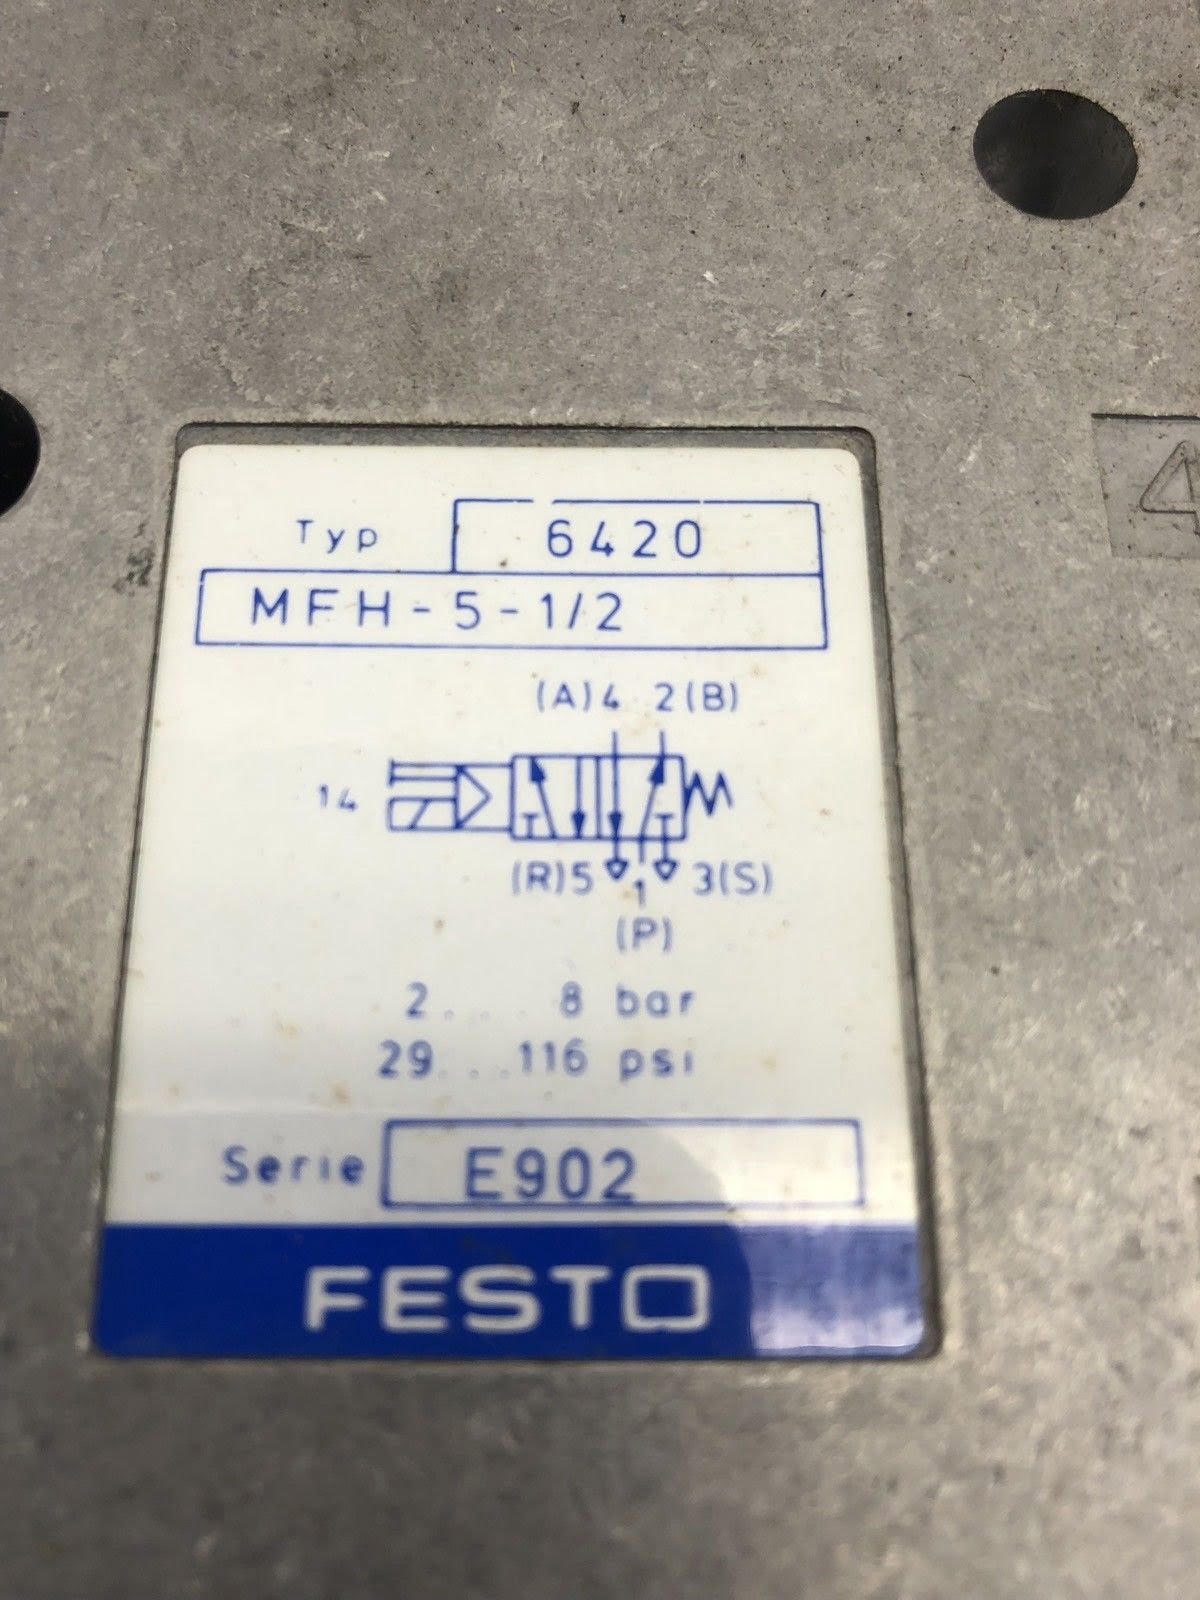 Typ 6420
MFH-5-1/2
(A)4 2(B)
14
(R)5 1 3(S)
(P)
2....8 bar
29...116 psi
Serie E902
FESTO
4